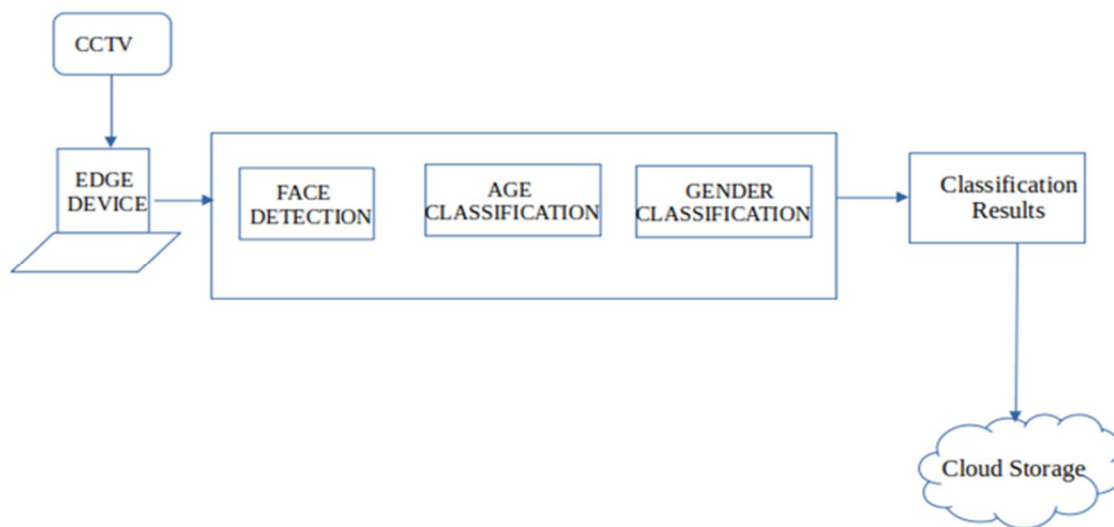 CCTV
EDGE
DEVICE
FACE
DETECTION
AGE
CLASSIFICATION
GENDER
CLASSIFICATION
Classification
Results
Cloud Storage